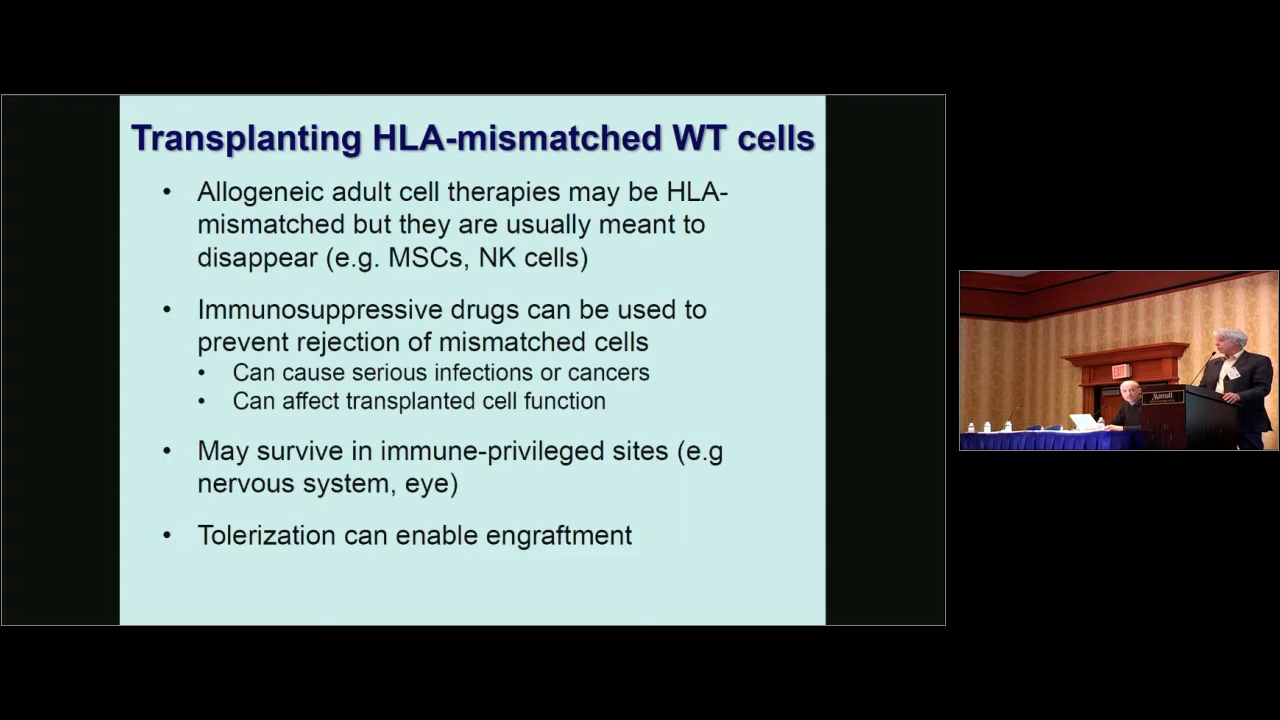 Transplanting HLA-mismatched WT cells
• Allogeneic adult cell therapies may be HLA-
mismatched but they are usually meant to
disappear (e.g. MSCs, NK cells)
• Immunosuppressive drugs can be used to
prevent rejection of mismatched cells
• Can cause serious infections or cancers
• Can affect transplanted cell function
• May survive in immune-privileged sites (e.g
nervous system, eye)
• Tolerization can enable engraftment
EXIT
Marriott